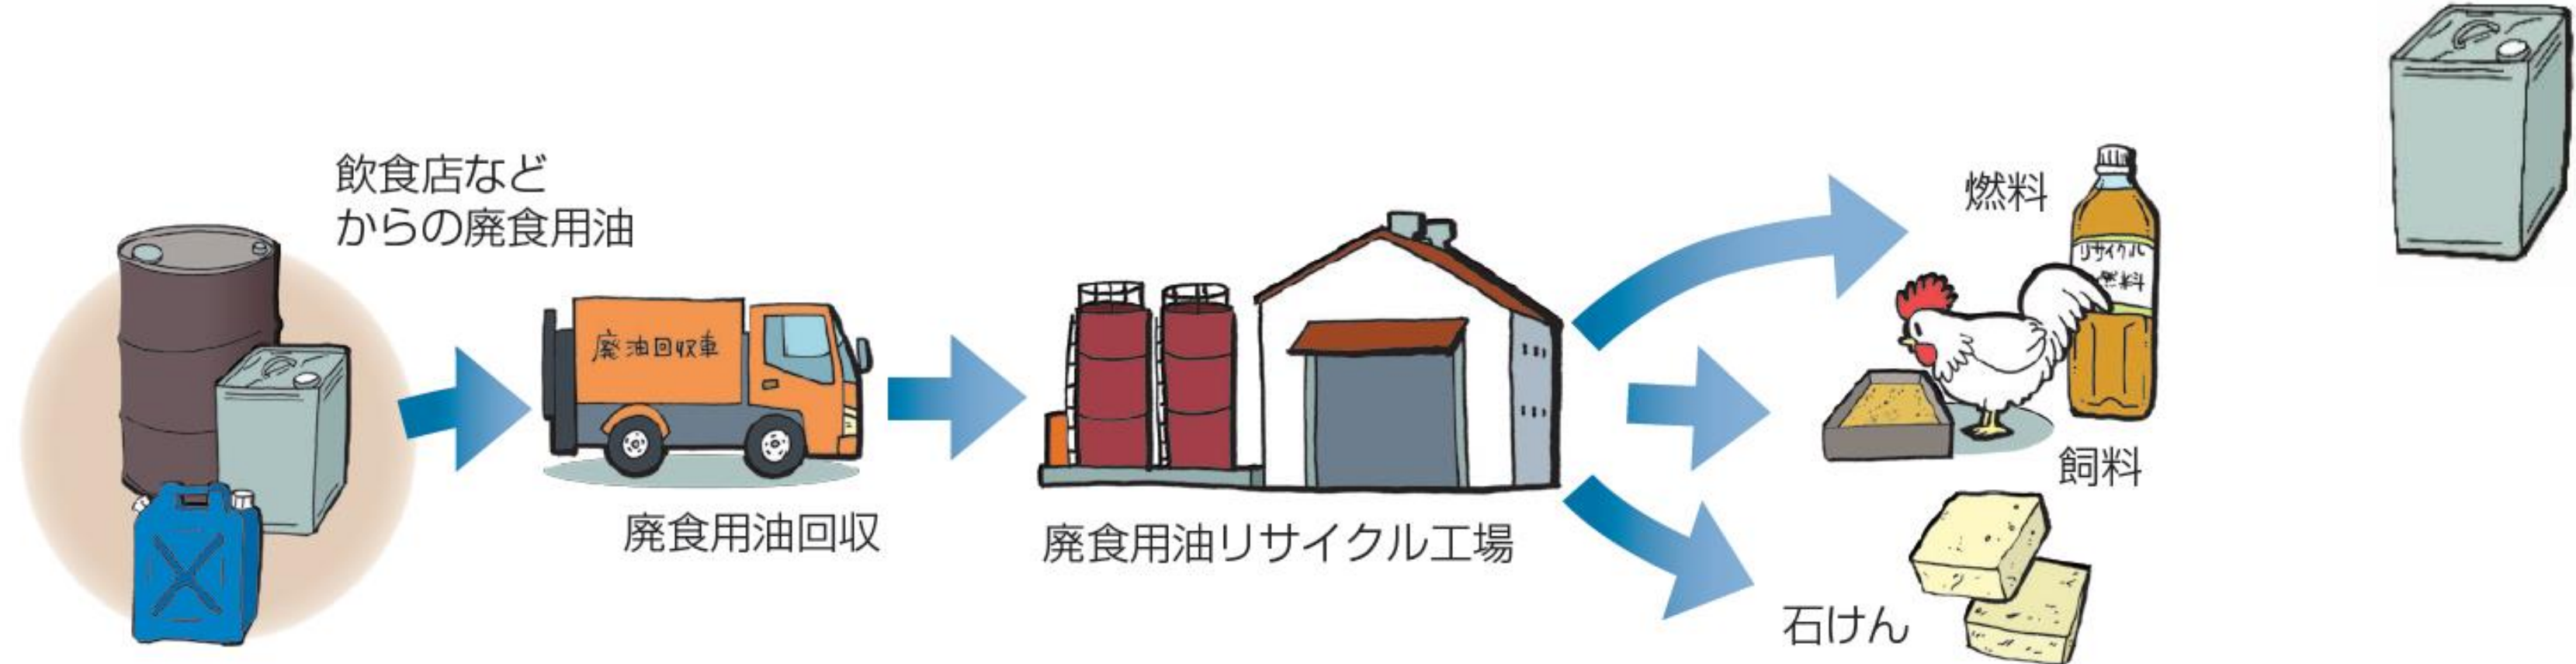 飲食店など
からの廃食用油
廃油回収車
廃食用油回収
廃食用油リサイクル工場
燃料
リサイクル
燃料
飼料
石けん